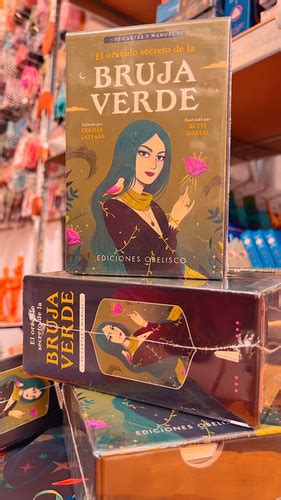 50 CARTAS Y MANUAL
El oráculo secreto de la
BRUJA
VERDE
Editado por
CECILIA
LATTARI
Ilustrado por
BETTI
GRECO
EDICIONES OBELISCO
El oráculo
secreto de la
BRUJA
VERDE
EDICIONES OBELISCO